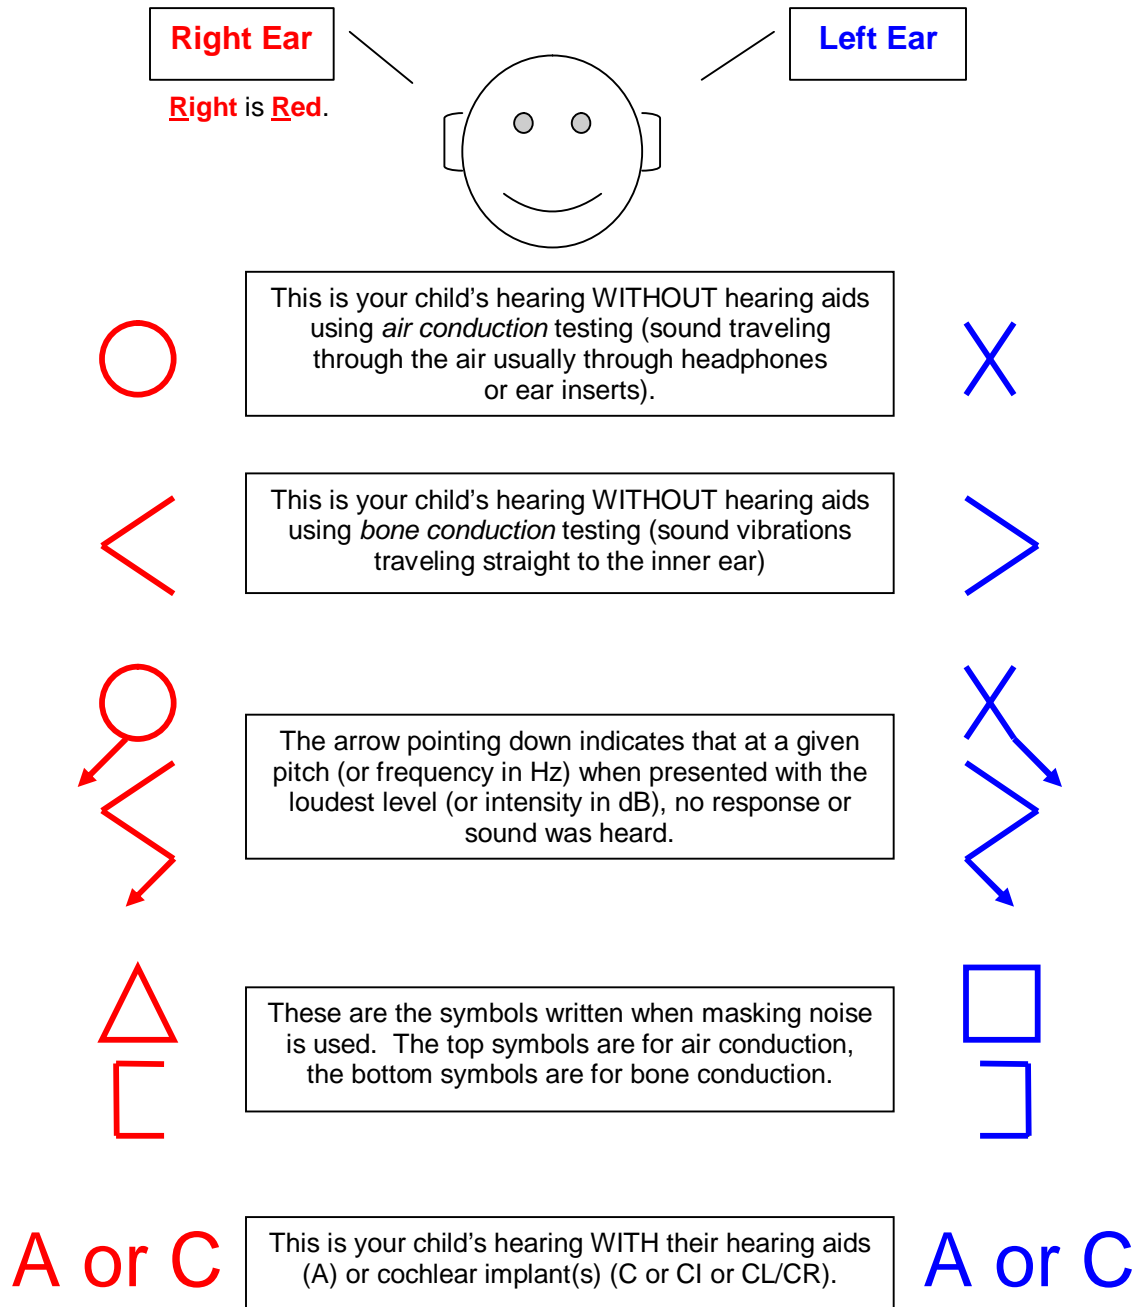 Right Ear
Left Ear
Right is Red.
This is your child's hearing WITHOUT hearing aids
using air conduction testing (sound traveling
through the air usually through headphones
or ear inserts).
This is your child's hearing WITHOUT hearing aids
using bone conduction testing (sound vibrations
traveling straight to the inner ear)
The arrow pointing down indicates that at a given
pitch (or frequency in Hz) when presented with the
loudest level (or intensity in dB), no response or
sound was heard.
These are the symbols written when masking noise
is used.  The top symbols are for air conduction,
the bottom symbols are for bone conduction.
A or C
This is your child's hearing WITH their hearing aids
(A) or cochlear implant(s) (C or CI or CL/CR).
A or C